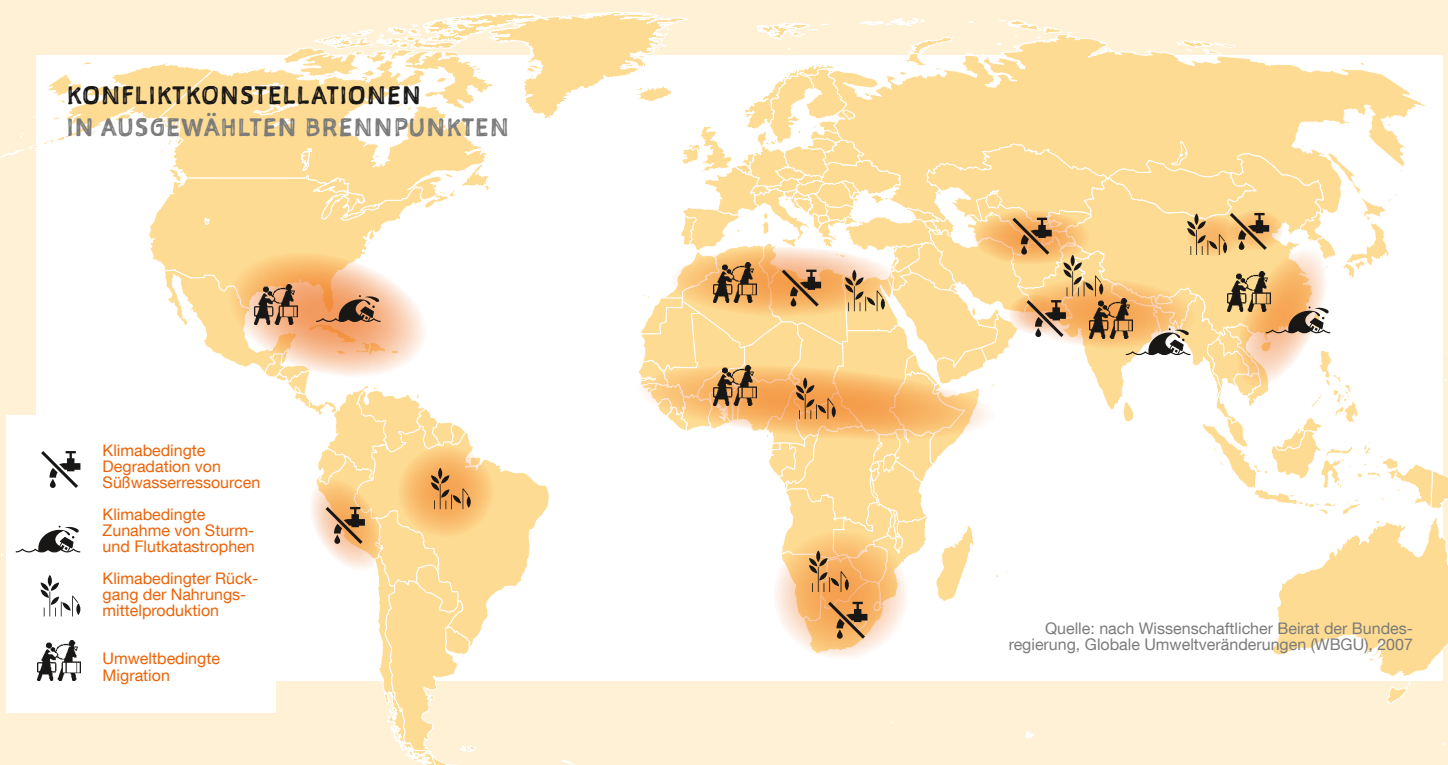 KONFLIKTKONSTELLATIONEN
IN AUSGEWÄHLTEN BRENNPUNKTEN
Klimabedingte
Degradation von
Süßwasserressourcen
Klimabedingte
Zunahme von Sturm-
und Flutkatastrophen
Klimabedingter Rück-
gang der Nahrungs-
mittelproduktion
Umweltbedingte
Migration
Quelle: nach Wissenschaftlicher Beirat der Bundes-
regierung, Globale Umweltveränderungen (WBGU), 2007